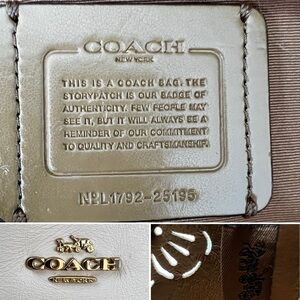 COACH
NEW YORK
THIS IS A COACH BAG. THE
STORYPATCH IS OUR BADGE OF
AUTHENTICITY. FEW PEOPLE MAY
SEE IT, BUT IT WILL ALWAYS BE A
REMINDER OF OUR COMMITMENT
TO QUALITY AND CRAFTSMANSHIP.
Nº L1792-25195
COACH
NEW YORK